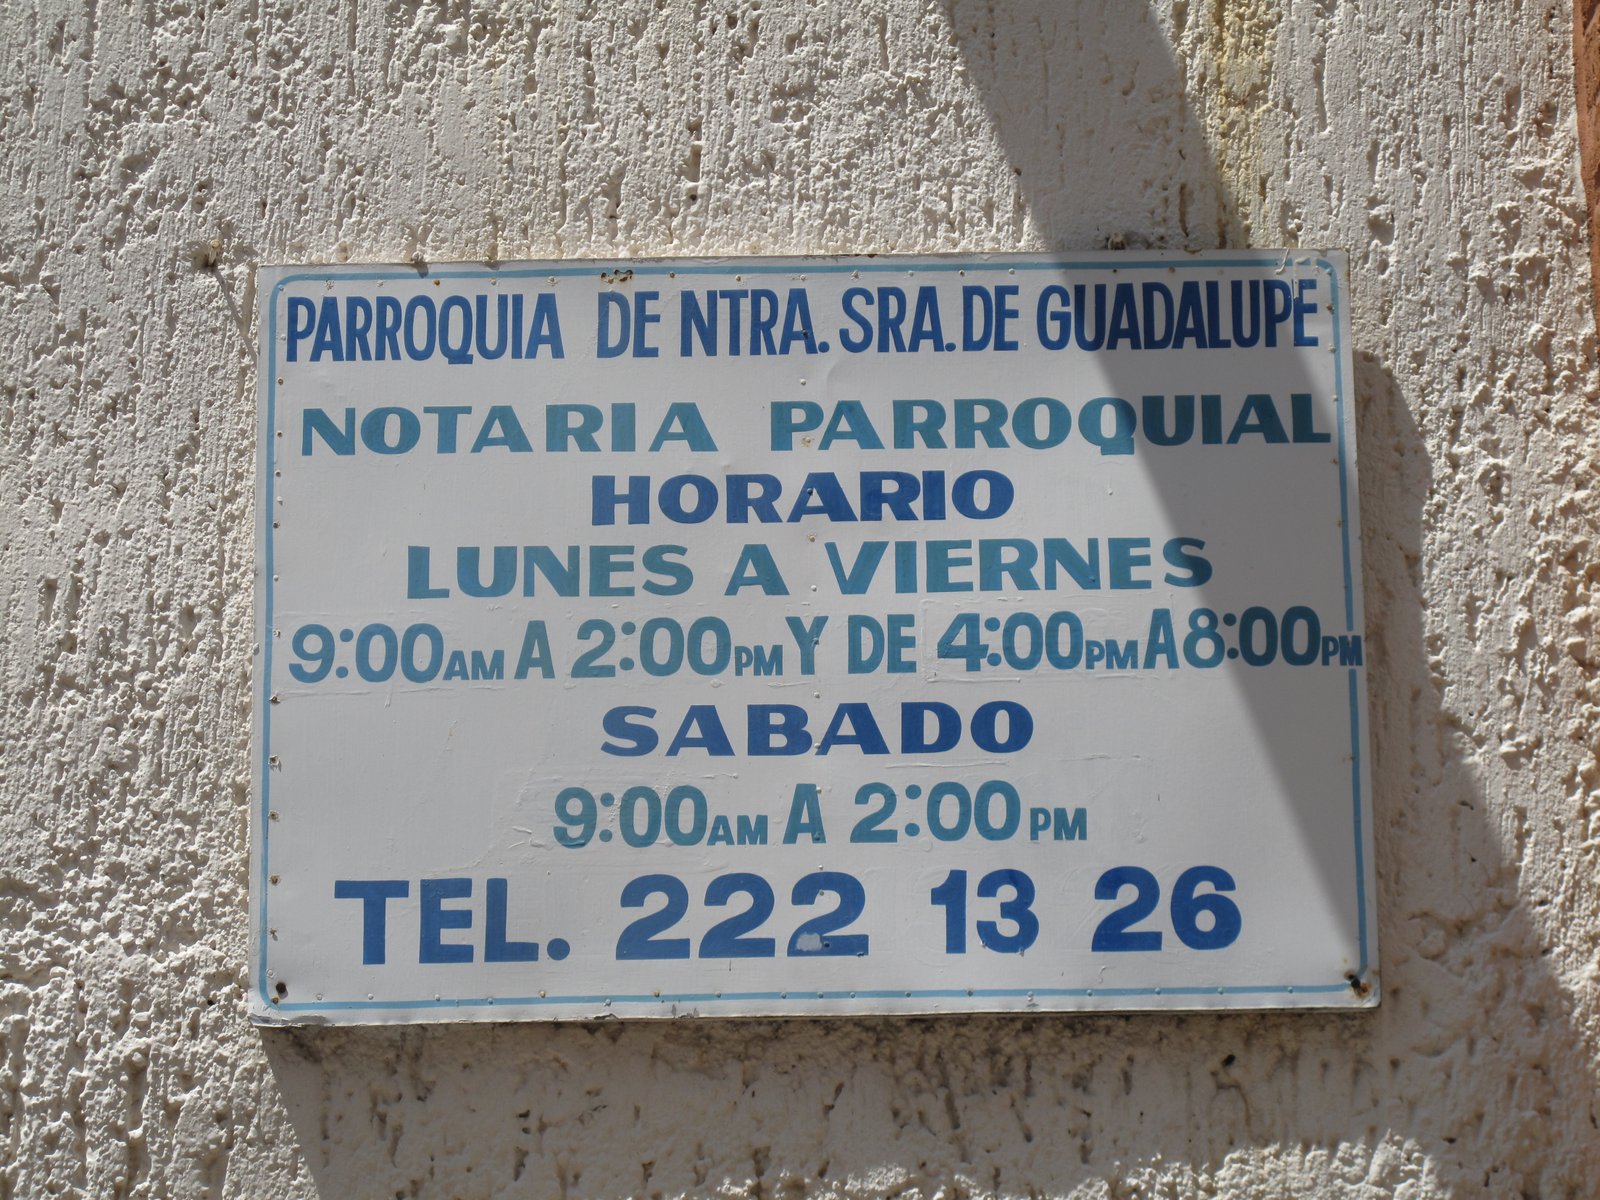 PARROQUIA DE NTRA. SRA. DE GUADALUPE
NOTARIA PARROQUIAL
HORARIO
LUNES A VIERNES
9:00AM A 2:00PM Y DE 4:00PM A 8:00PM
SABADO
9:00AM A 2:00PM
TEL. 222 13 26